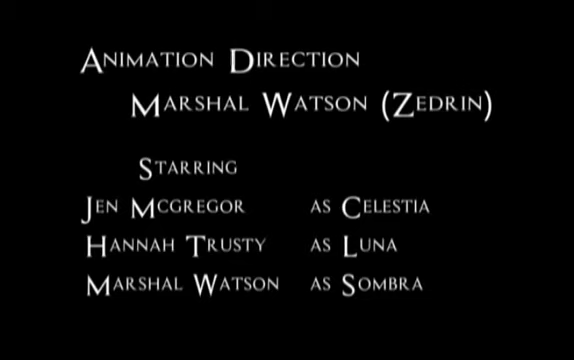 Animation Direction
Marshal Watson (Zedrin)
Starring
Jen Mcgregor as Celestia
Hannah Trusty as Luna
Marshal Watson as Sombra